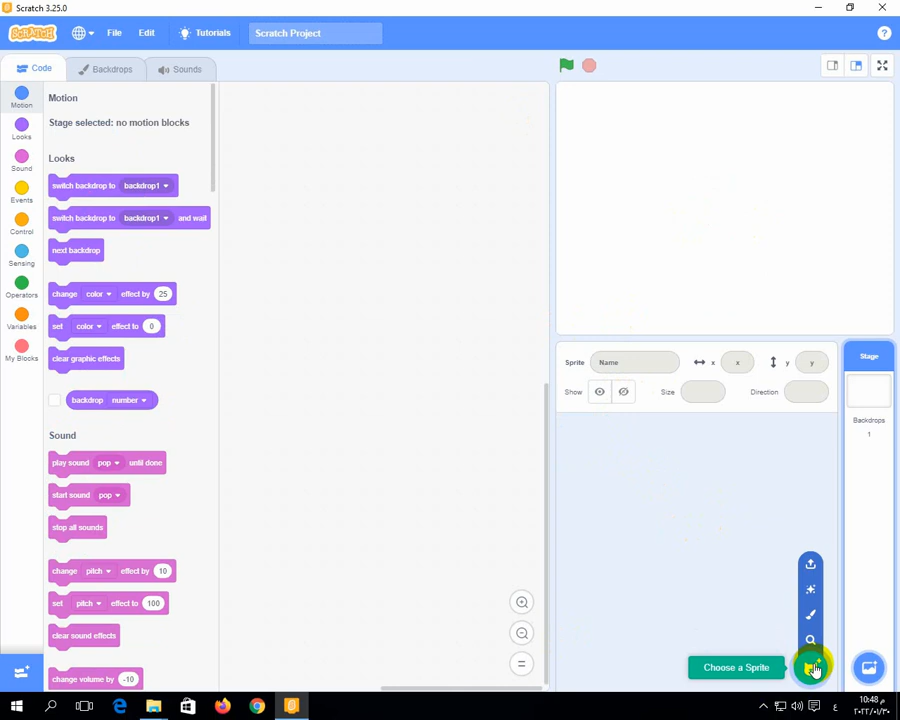 Scratch 3.25.0
SCRATCH
File
Edit
Tutorials
Scratch Project
?
Code
Backdrops
Sounds
Motion
Looks
Sound
Events
Control
Sensing
Operators
Variables
My Blocks
Motion
Stage selected: no motion blocks
Looks
switch backdrop to backdrop1
switch backdrop to backdrop1 and wait
next backdrop
change color effect by 25
set color effect to 0
clear graphic effects
backdrop number
Sound
play sound pop until done
start sound pop
stop all sounds
change pitch effect by 10
set pitch effect to 100
clear sound effects
change volume by -10
Sprite Name x x y y
Show Size Direction
Stage
Backdrops
1
Choose a Sprite
ع
10:48 م
٢٠٢٢/٠١/٣٠